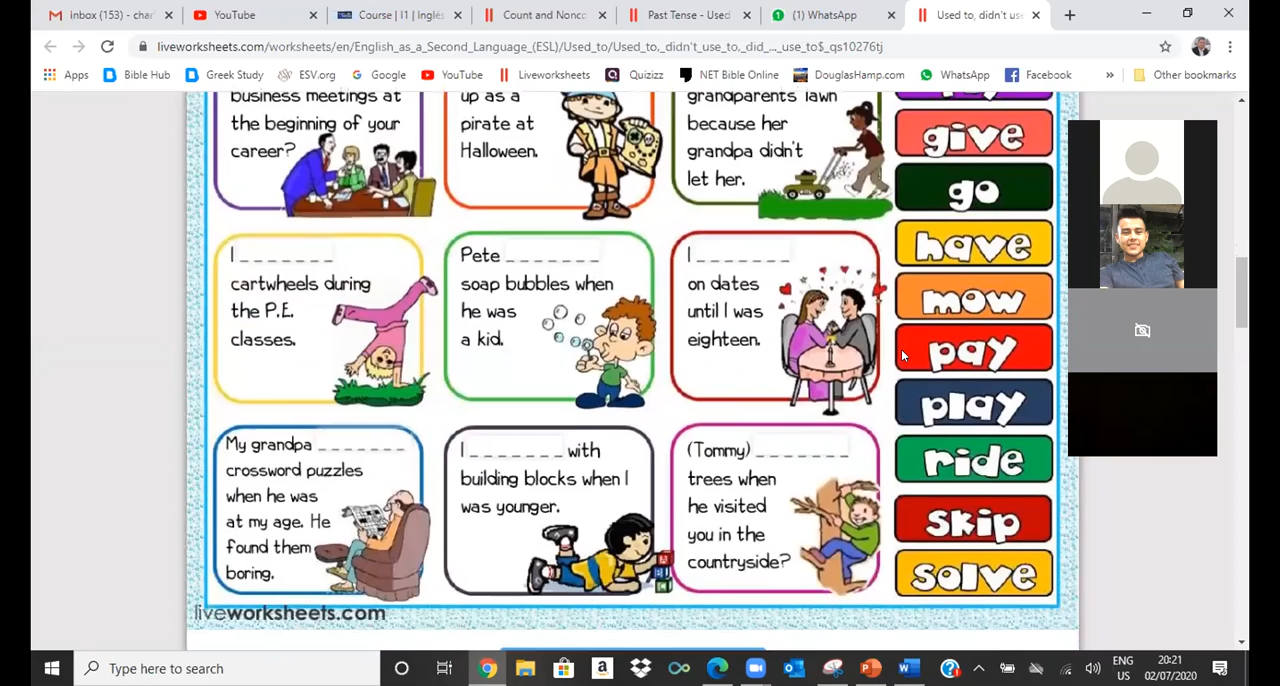 inbox (153) - char
YouTube
Course | I1 | Inglés
Count and Noncc
Past Tense - Used
(1) WhatsApp
Used to, didn't use
liveworksheets.com/worksheets/en/English_as_a_Second_Language_(ESL)/Used_to/Used_to,_didn't_use_to,_did_..._use_to$_qs10276tj
Apps
Bible Hub
Greek Study
ESV.org
Google
YouTube
Liveworksheets
Quizizz
NET Bible Online
DouglasHamp.com
WhatsApp
Facebook
»
Other bookmarks
business meetings at
the beginning of your
career?
up as a
pirate at
Halloween.
grandparents' lawn
because her
grandpa didn't
let her.
I _ _ _ _ _ _ _
cartwheels during
the P.E.
classes.
Pete _ _ _ _ _ _ _
soap bubbles when
he was
a kid.
I _ _ _ _ _ _ _
on dates
until I was
eighteen.
My grandpa _ _ _ _ _ _ _
crossword puzzles
when he was
at my age. He
found them
boring.
I _ _ _ _ _ _ _ with
building blocks when I
was younger.
(Tommy) _ _ _ _ _ _ _
trees when
he visited
you in the
countryside?
give
go
have
mow
pay
play
ride
skip
solve
liveworksheets.com
Type here to search
ENG
US
20:21
02/07/2020